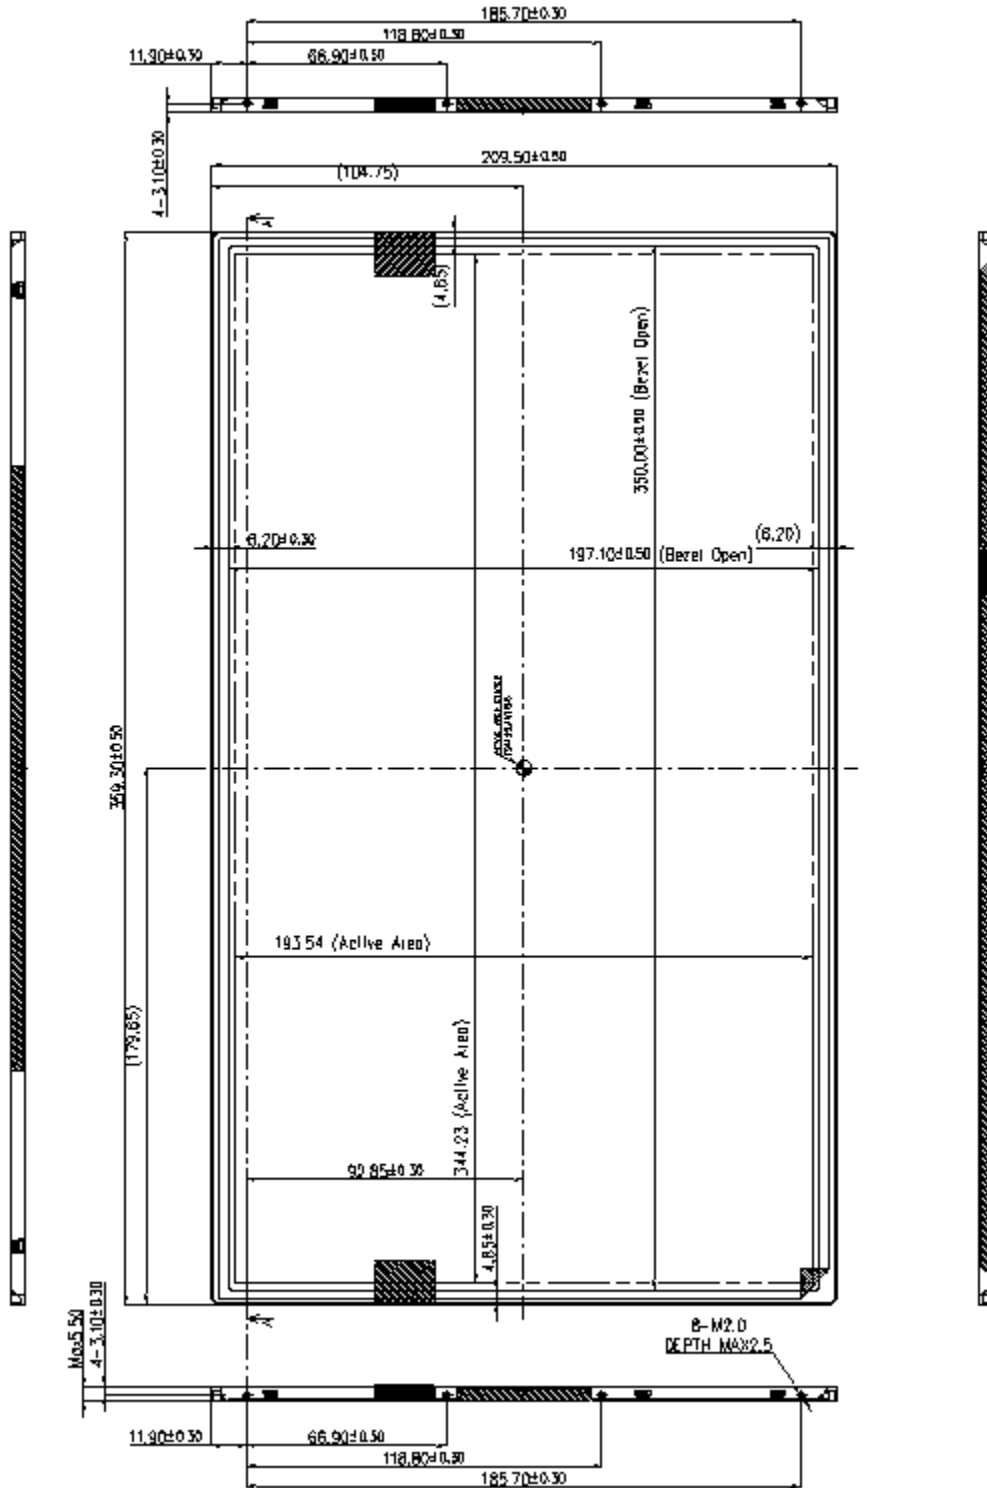 185.70±0.30
118.80±0.30
11.90±0.30
66.90±0.50
4-3.10±0.30
209.50±0.50
(104.75)
A
(4.65)
350.00±0.50 (Bezel Open)
6.20±0.30
(6.20)
197.10±0.50 (Bezel Open)
359.30±0.50
193.54 (Active Area)
(179.65)
344.23 (Active Area)
92.85±0.30
4.65±0.30
A
8-M2.0
DEPTH MAX2.5
Max5.50
4-3.10±0.30
11.90±0.30
66.90±0.50
118.80±0.30
185.70±0.30